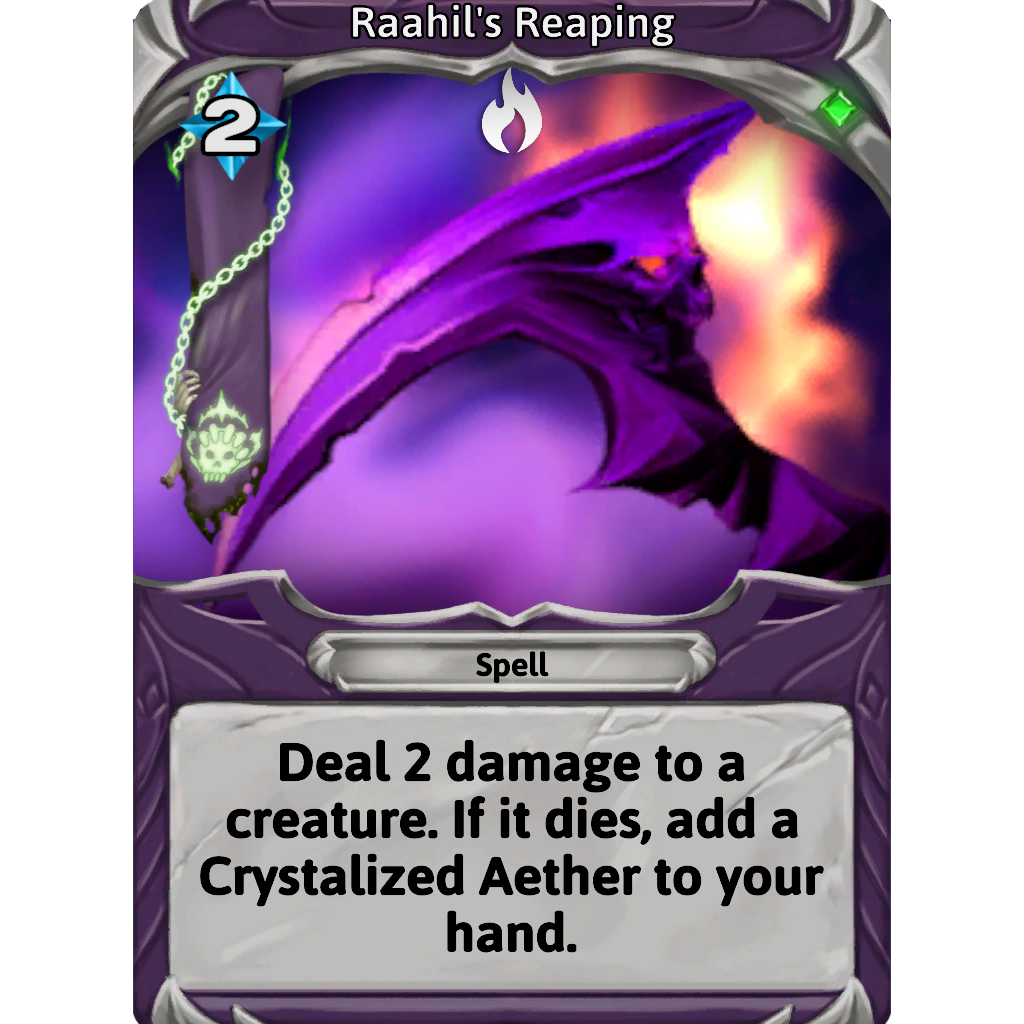 Raahil's Reaping
2
Spell
Deal 2 damage to a
creature. If it dies, add a
Crystalized Aether to your
hand.